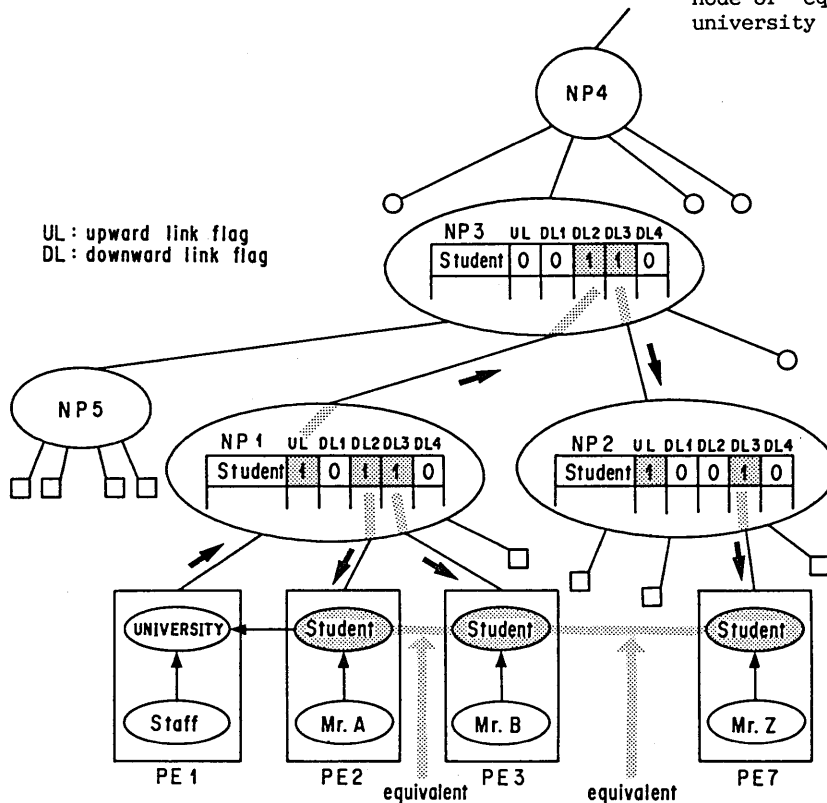 node of "eq
university
NP4
UL : upward link flag
DL : downward link flag
NP3 UL DL1 DL2 DL3 DL4
Student 0 0 1 1 0
NP5
NP1 UL DL1 DL2 DL3 DL4
Student 1 0 1 1 0
NP2 UL DL1 DL2 DL3 DL4
Student 1 0 0 1 0
UNIVERSITY
Student
Student
Student
Staff
Mr. A
Mr. B
Mr. Z
PE1
PE2
PE3
PE7
equivalent
equivalent